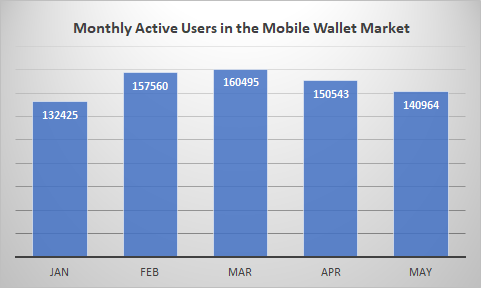 Monthly Active Users in the Mobile Wallet Market
132425
157560
160495
150543
140964
JAN FEB MAR APR MAY